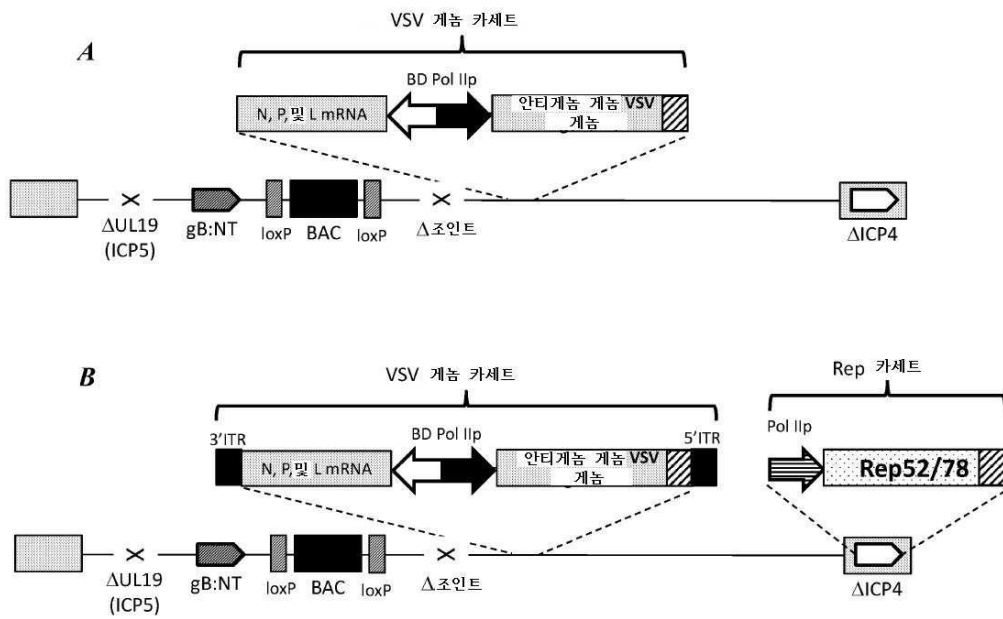 A
VSV 게놈 카세트
BD Pol IIp
N, P, 및 L mRNA
안티게놈 게놈 VSV
게놈
ΔUL19
(ICP5)
gB:NT
loxP
BAC
loxP
Δ조인트
ΔICP4
B
VSV 게놈 카세트
Rep 카세트
3'ITR
BD Pol IIp
5'ITR
Pol IIp
N, P, 및 L mRNA
안티게놈 게놈 VSV
게놈
Rep52/78
ΔUL19
(ICP5)
gB:NT
loxP
BAC
loxP
Δ조인트
ΔICP4